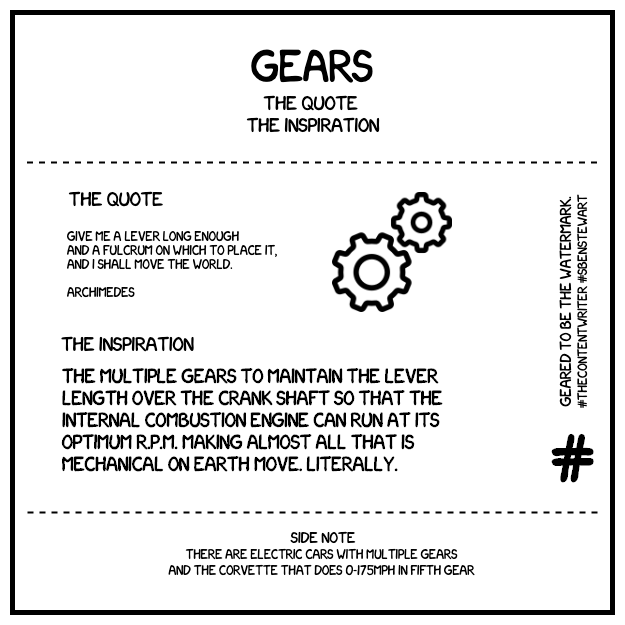 GEARS
THE QUOTE
THE INSPIRATION
THE QUOTE
GIVE ME A LEVER LONG ENOUGH
AND A FULCRUM ON WHICH TO PLACE IT,
AND I SHALL MOVE THE WORLD.
ARCHIMEDES
THE INSPIRATION
THE MULTIPLE GEARS TO MAINTAIN THE LEVER
LENGTH OVER THE CRANK SHAFT SO THAT THE
INTERNAL COMBUSTION ENGINE CAN RUN AT ITS
OPTIMUM R.P.M. MAKING ALMOST ALL THAT IS
MECHANICAL ON EARTH MOVE. LITERALLY.
GEARED TO BE THE WATERMARK.
#THECONTENTWRITER #SBENSTEWART
#
SIDE NOTE
THERE ARE ELECTRIC CARS WITH MULTIPLE GEARS
AND THE CORVETTE THAT DOES 0-175MPH IN FIFTH GEAR